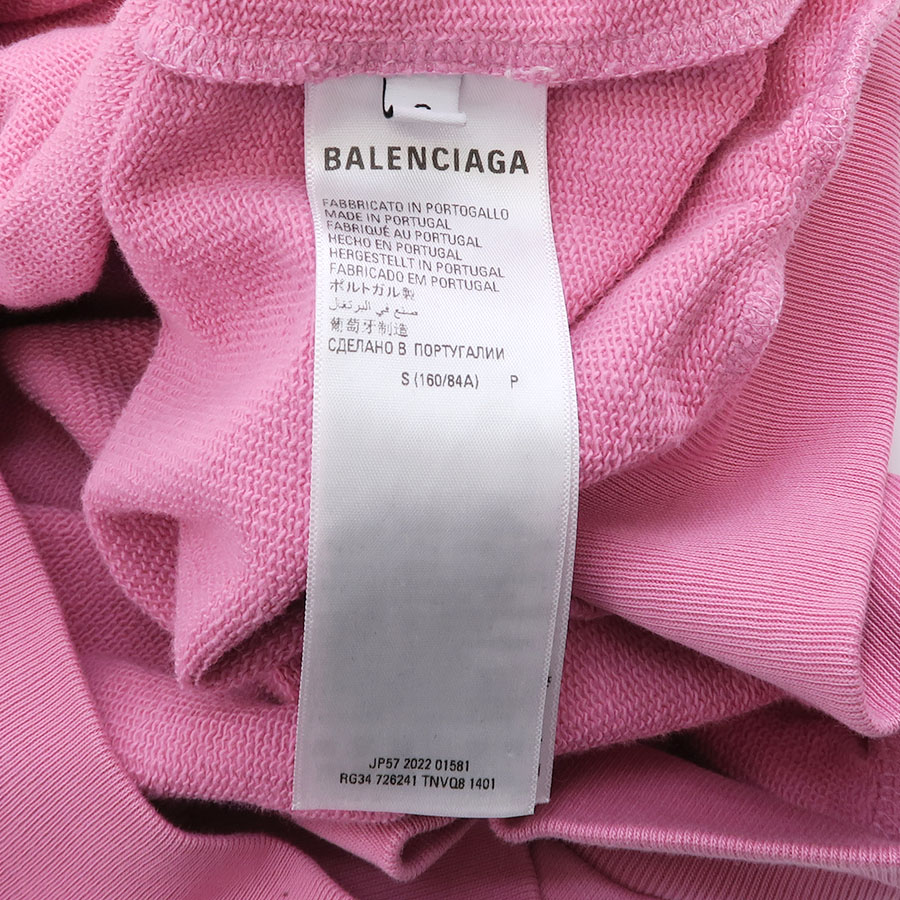 BALENCIAGA
FABBRICATO IN PORTOGALLO
MADE IN PORTUGAL
FABRIQUÉ AU PORTUGAL
HECHO EN PORTUGAL
HERGESTELLT IN PORTUGAL
FABRICADO EM PORTUGAL
ポルトガル製
صنع في البرتغال
葡萄牙制造
СДЕЛАНО В ПОРТУГАЛИИ
S (160/84A) P
JP57 2022 01581
RG34 726241 TNVQ8 1401